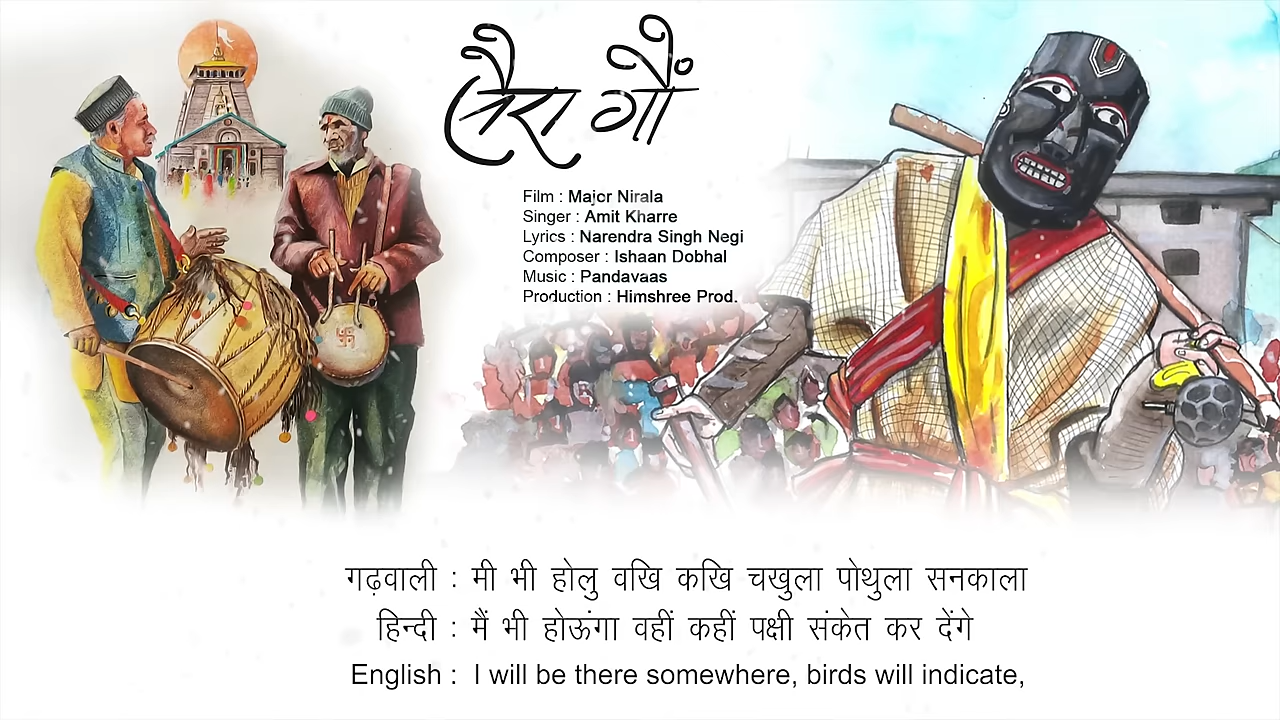 तैरा गौं
Film : Major Nirala
Singer : Amit Kharre
Lyrics : Narendra Singh Negi
Composer : Ishaan Dobhal
Music : Pandavaas
Production : Himshree Prod.
गढ़वाली : मी भी होलु वखि कखि चखुला पोथुला सनकाला
हिन्दी : मैं भी होऊंगा वहीं कहीं पक्षी संकेत कर देंगे
English : I will be there somewhere, birds will indicate,